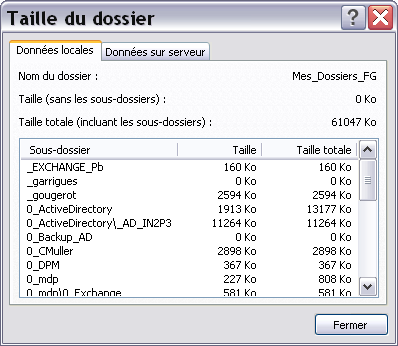 Taille du dossier
Données locales Données sur serveur
Nom du dossier : Mes_Dossiers_FG
Taille (sans les sous-dossiers) : 0 Ko
Taille totale (incluant les sous-dossiers) : 61047 Ko
Sous-dossier Taille Taille totale
_EXCHANGE_Pb 160 Ko 160 Ko
_garrigues 0 Ko 0 Ko
_gougerot 2594 Ko 2594 Ko
0_ActiveDirectory 1913 Ko 13177 Ko
0_ActiveDirectory\_AD_IN2P3 11264 Ko 11264 Ko
0_Backup_AD 0 Ko 0 Ko
0_CMuller 2898 Ko 2898 Ko
0_DPM 367 Ko 367 Ko
0_mdp 227 Ko 808 Ko
0_mdp\0_Exchange 581 Ko 581 Ko
Fermer